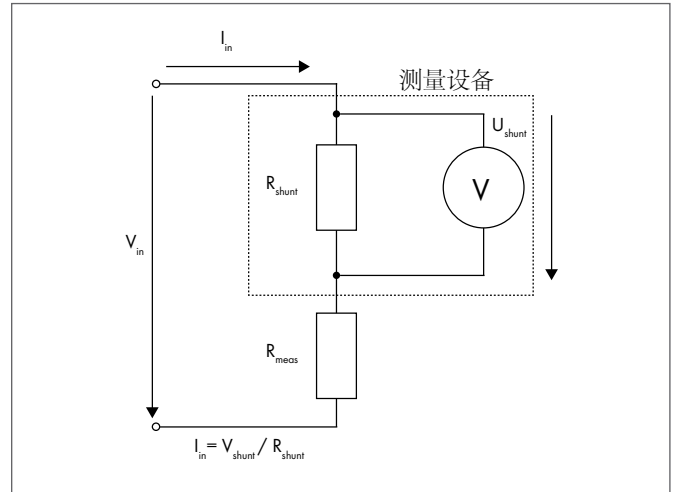 I_in
测量设备
U_shunt
R_shunt
V
V_in
R_meas
I_in = V_shunt / R_shunt